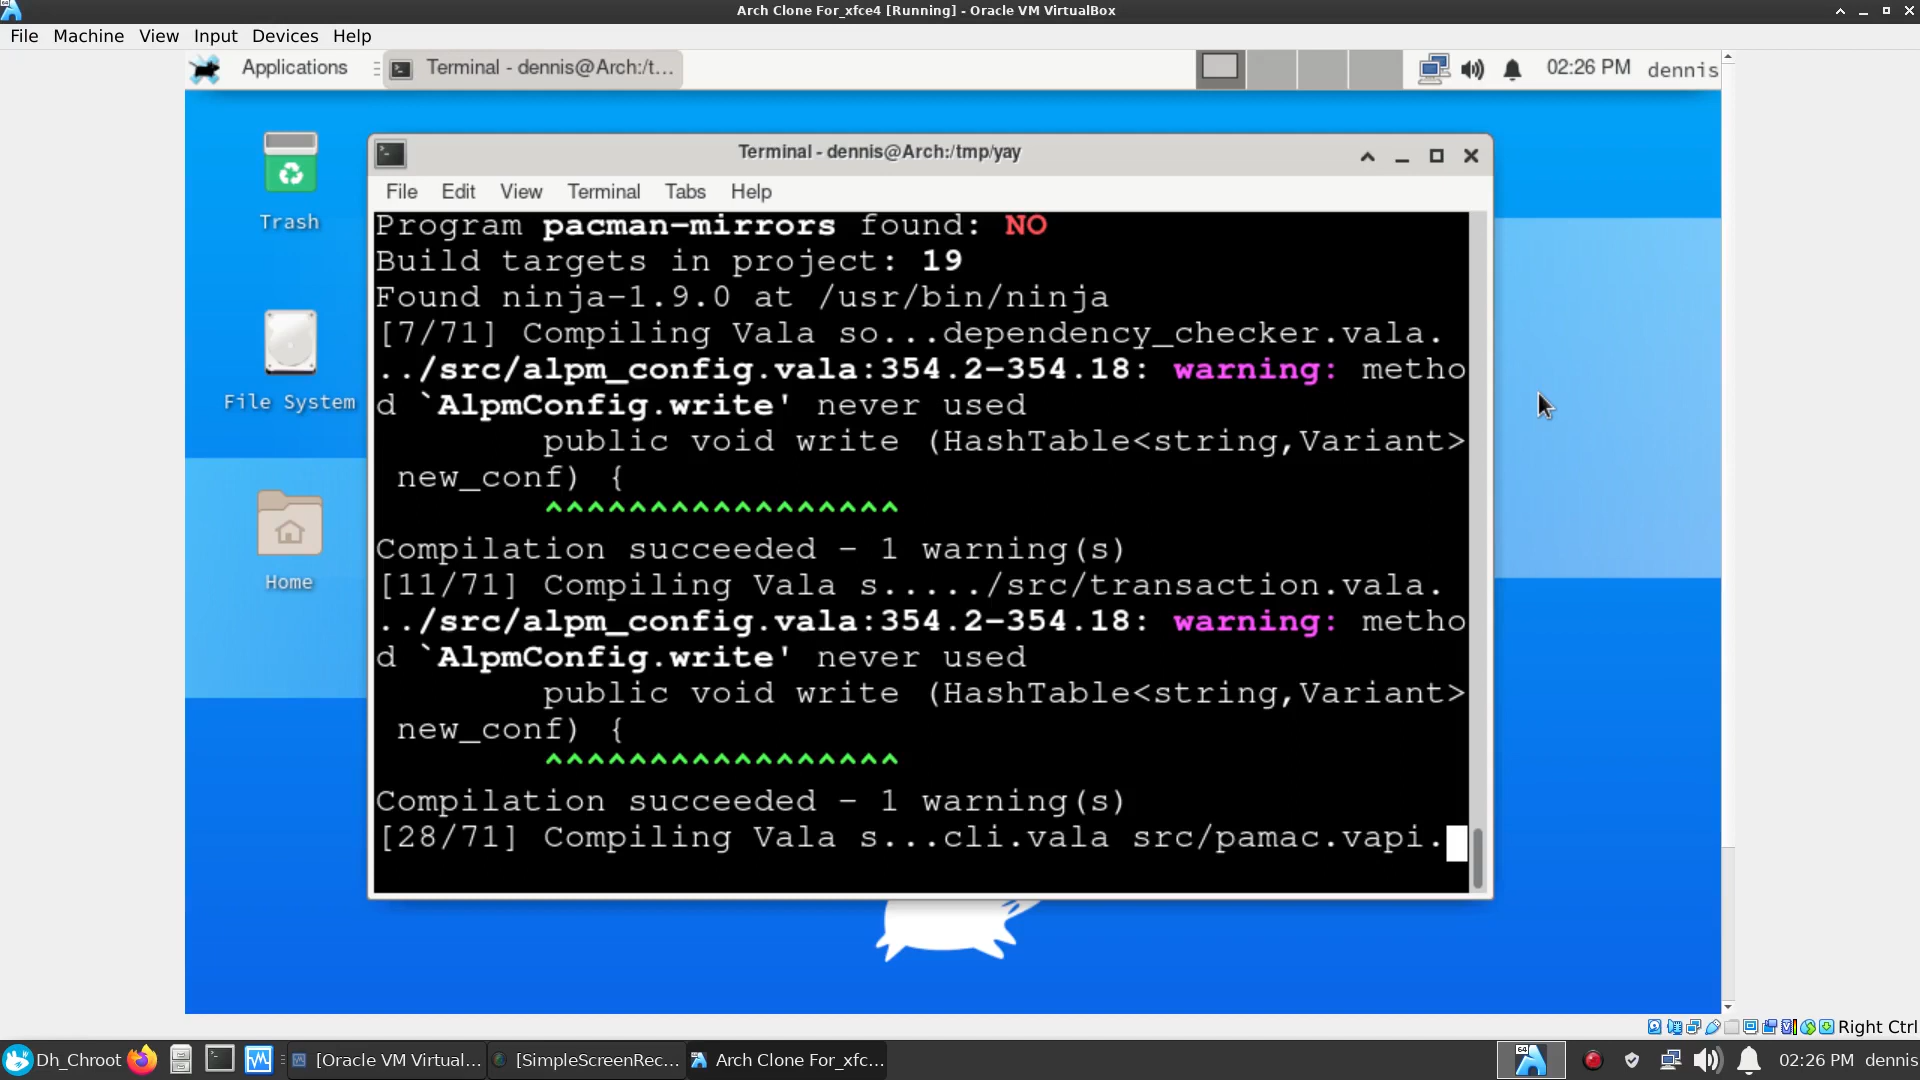 Arch Clone For_xfce4 [Running] - Oracle VM VirtualBox
File Machine View Input Devices Help
Applications
Terminal - dennis@Arch:/t...
02:26 PM dennis
Trash
File System
Home
Terminal - dennis@Arch:/tmp/yay
File Edit View Terminal Tabs Help
Program pacman-mirrors found: NO
Build targets in project: 19
Found ninja-1.9.0 at /usr/bin/ninja
[7/71] Compiling Vala so...dependency_checker.vala.
../src/alpm_config.vala:354.2-354.18: warning: metho
d `AlpmConfig.write' never used
public void write (HashTable<string,Variant>
new_conf) {
^^^^^^^^^^^^^^^^^
Compilation succeeded - 1 warning(s)
[11/71] Compiling Vala s...../src/transaction.vala.
../src/alpm_config.vala:354.2-354.18: warning: metho
d `AlpmConfig.write' never used
public void write (HashTable<string,Variant>
new_conf) {
^^^^^^^^^^^^^^^^^
Compilation succeeded - 1 warning(s)
[28/71] Compiling Vala s...cli.vala src/pamac.vapi.
Right Ctrl
Dh_Chroot
[Oracle VM Virtual...
[SimpleScreenRec...
Arch Clone For_xfc...
02:26 PM dennis